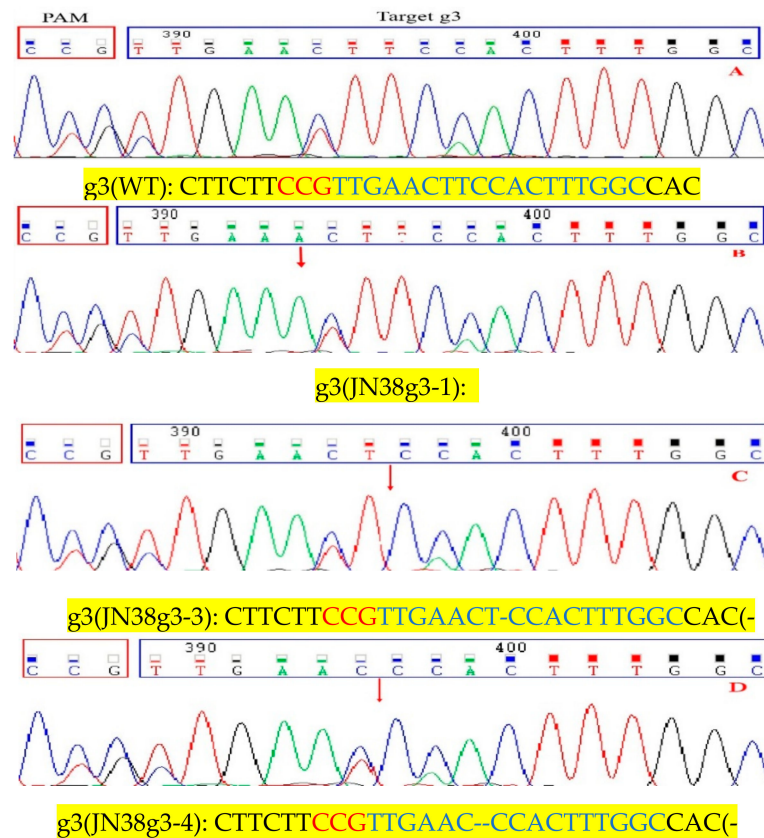 PAM Target g3
390 400
C C G T T G A A C T T C C A C T T T G G C
A
g3(WT): CTTCTTCCGTTGAACTTCCACTTTGGCCAC
390 400
C C G T T G A A A C T T C C A C T T T G G C
B
g3(JN38g3-1):
390 400
C C G T T G A A C T C C A C T T T G G C
C
g3(JN38g3-3): CTTCTTCCGTTGAACT-CCACTTTGGCCAC(-
390 400
C C G T T G A A C C C A C T T T G G C
D
g3(JN38g3-4): CTTCTTCCGTTGAAC--CCACTTTGGCCAC(-